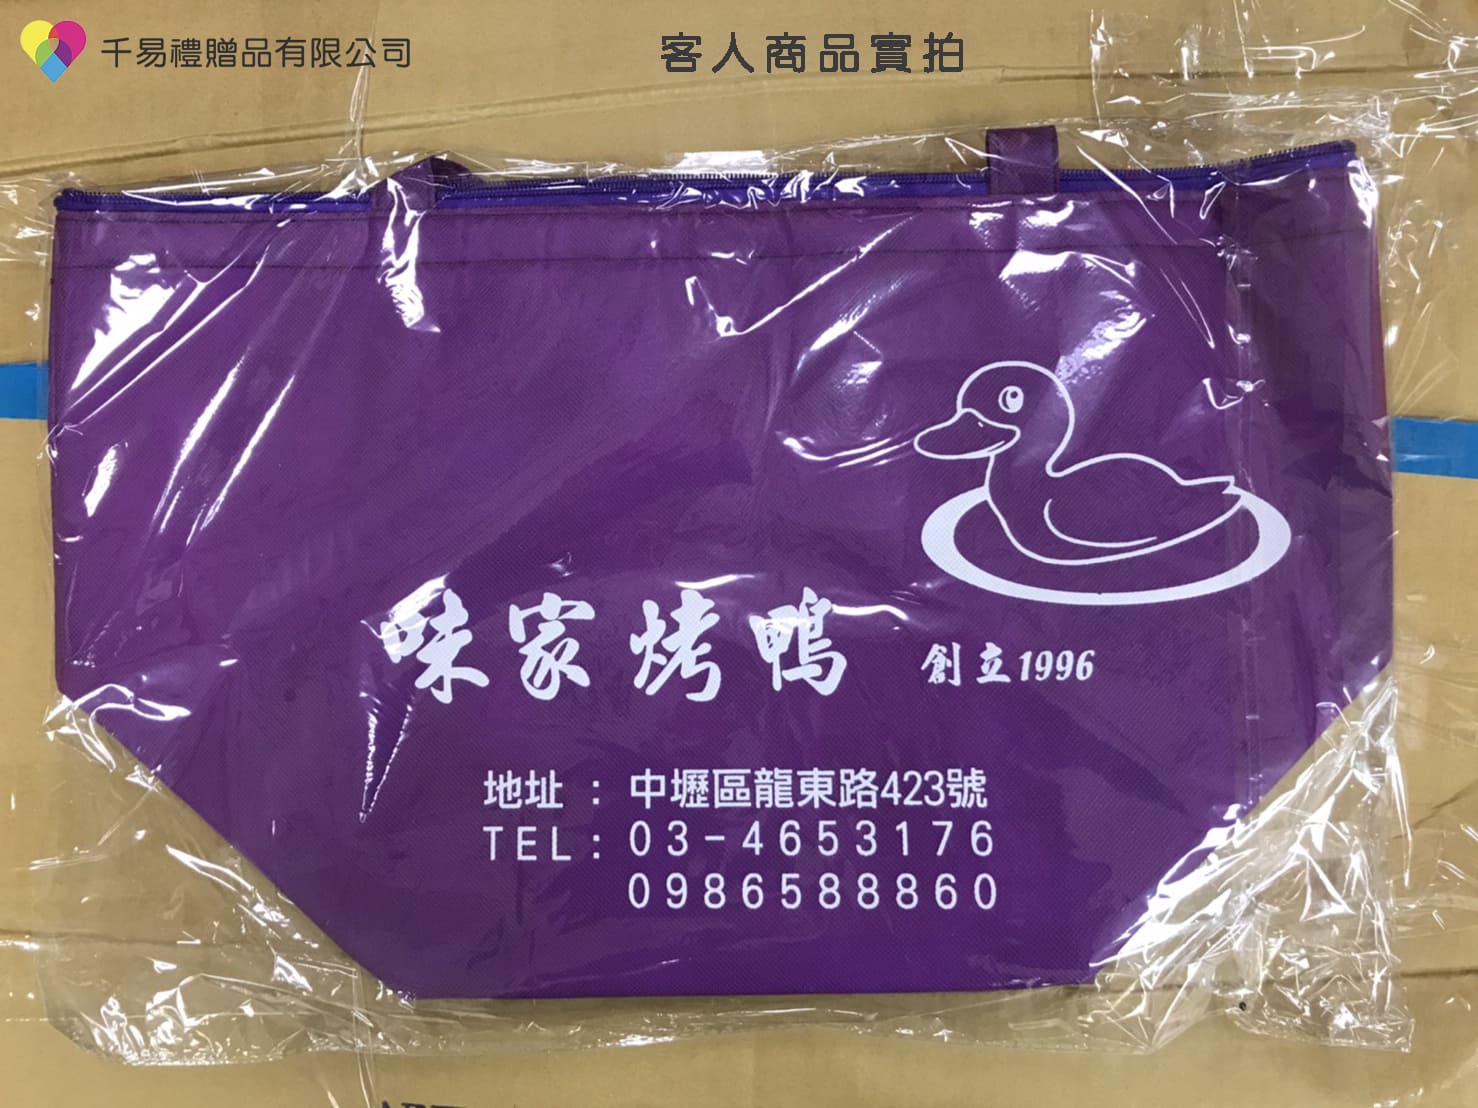 千易禮贈品有限公司
客人商品實拍
味家烤鴨 創立1996
地址：中壢區龍東路423號
TEL：03-4653176
0986588860